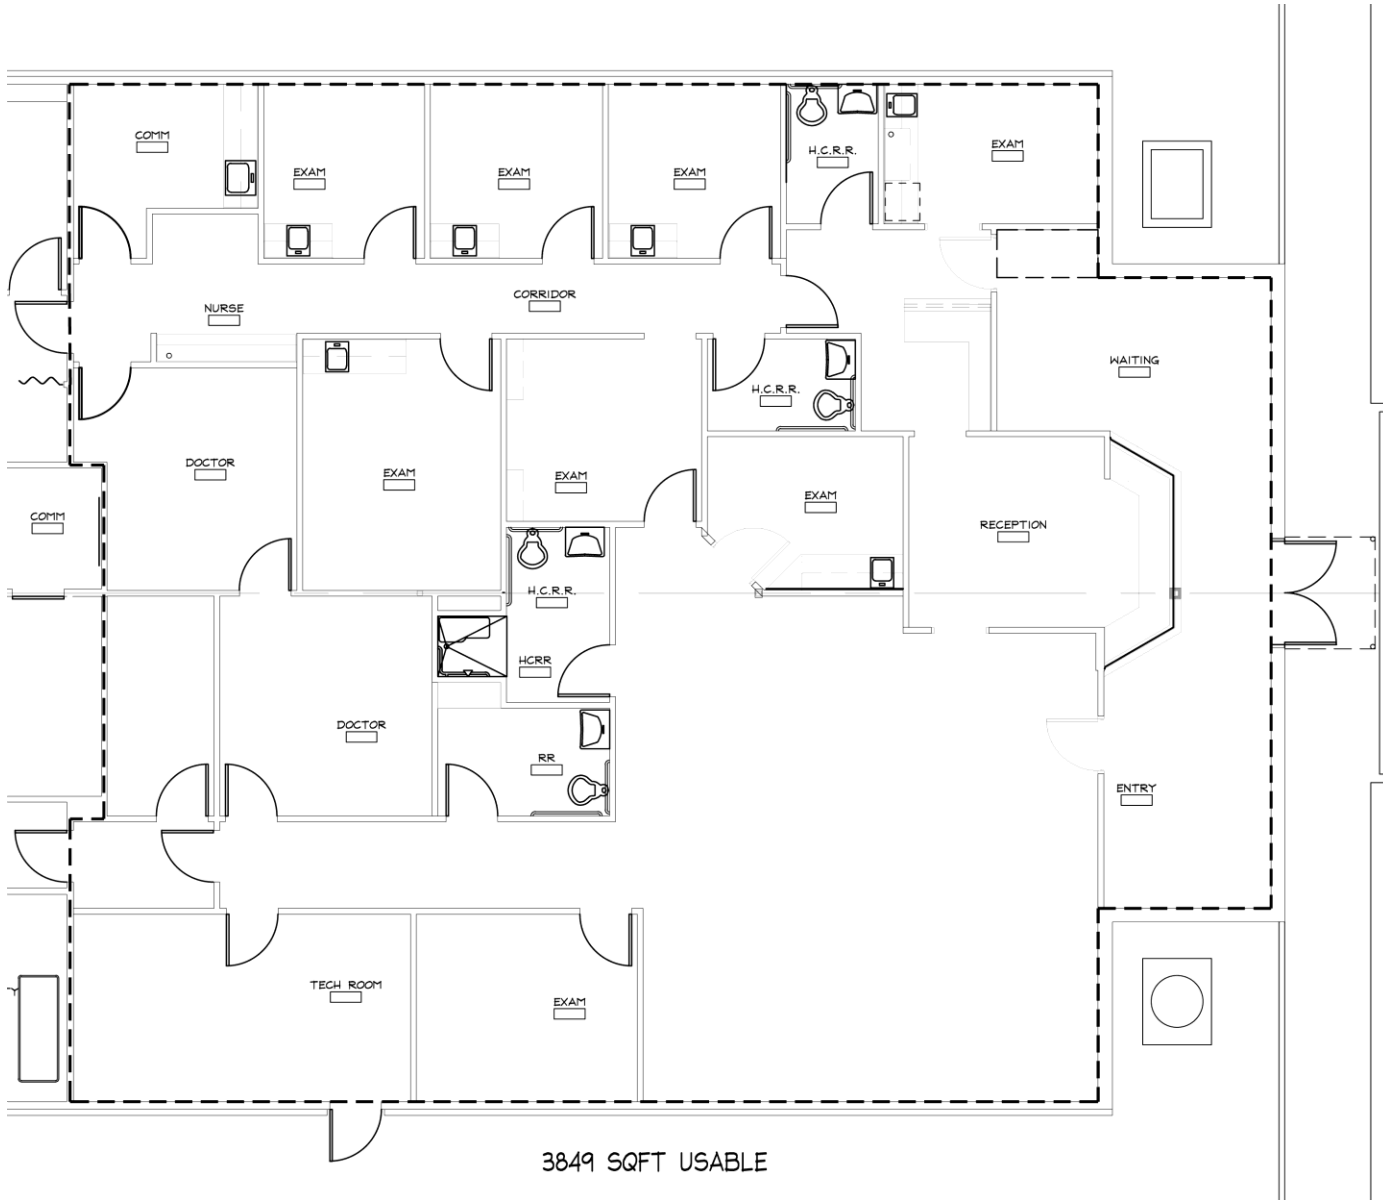 COMM
EXAM
EXAM
EXAM
H.C.R.R.
EXAM
NURSE
CORRIDOR
WAITING
H.C.R.R.
DOCTOR
EXAM
EXAM
EXAM
COMM
RECEPTION
H.C.R.R.
HCRR
DOCTOR
RR
ENTRY
TECH ROOM
EXAM
3849 SQFT USABLE